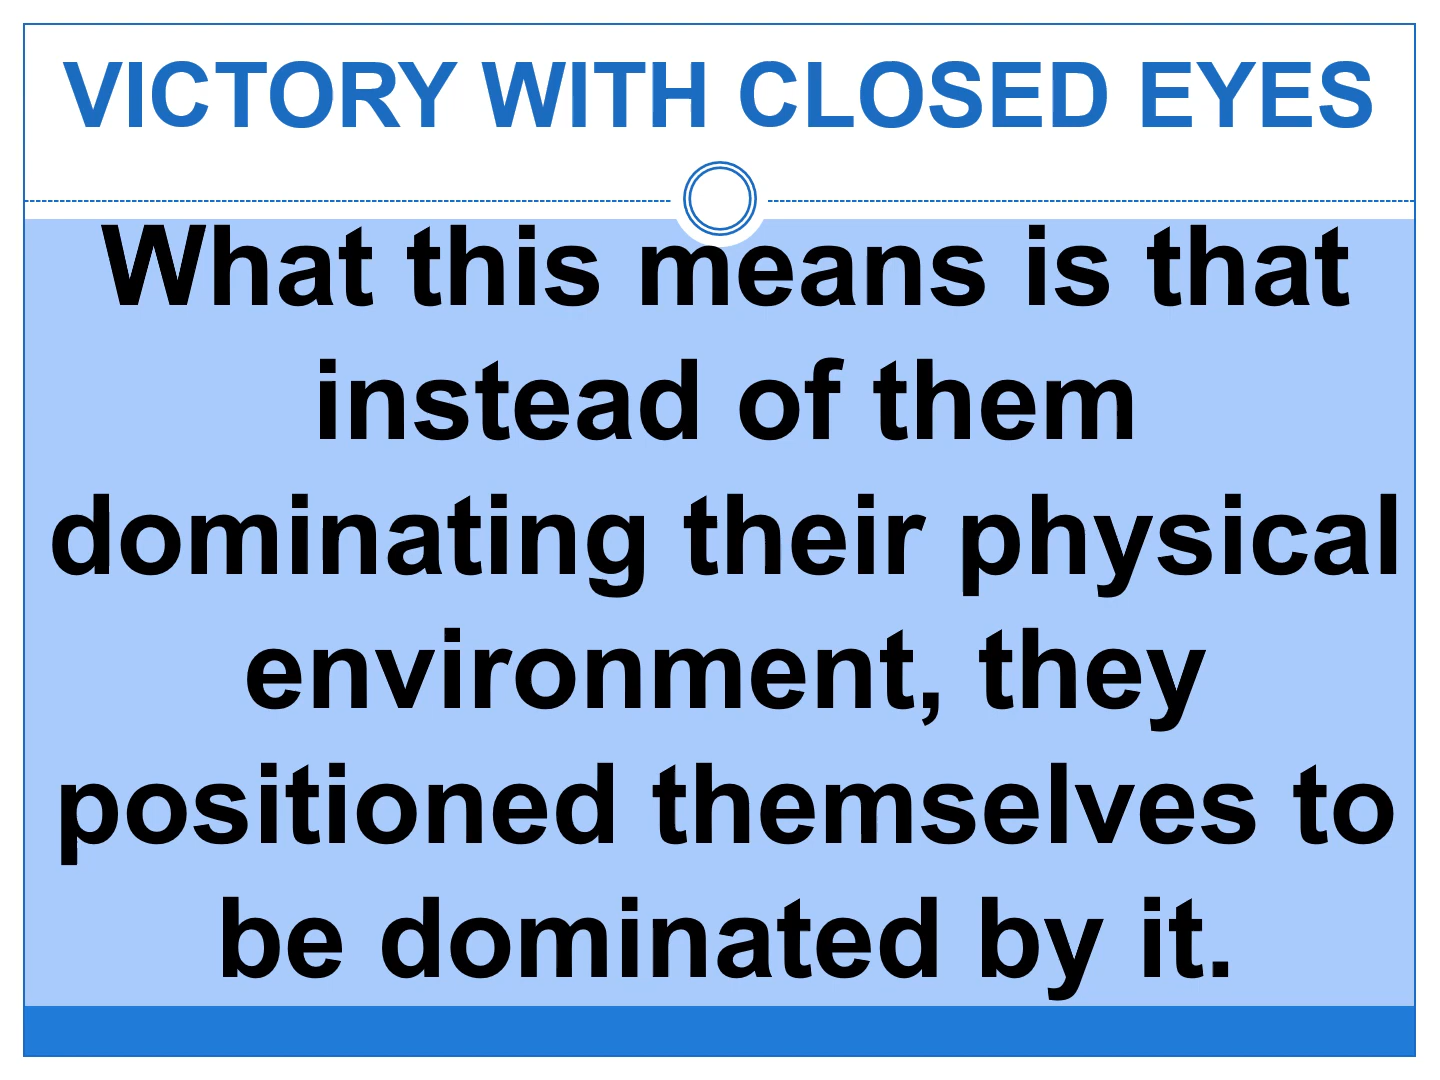 VICTORY WITH CLOSED EYES
What this means is that
instead of them
dominating their physical
environment, they
positioned themselves to
be dominated by it.